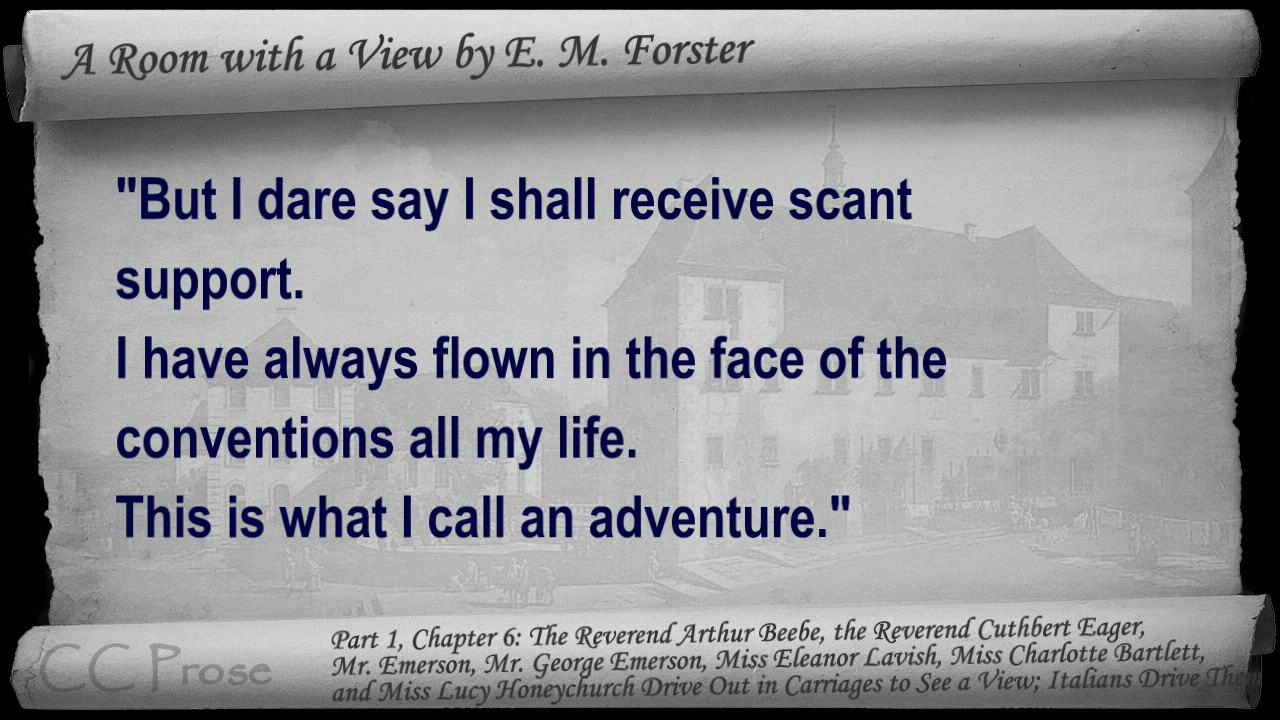 A Room with a View by E. M. Forster
"But I dare say I shall receive scant
support.
I have always flown in the face of the
conventions all my life.
This is what I call an adventure."
CC Prose
Part 1, Chapter 6: The Reverend Arthur Beebe, the Reverend Cuthbert Eager,
Mr. Emerson, Mr. George Emerson, Miss Eleanor Lavish, Miss Charlotte Bartlett,
and Miss Lucy Honeychurch Drive Out in Carriages to See a View; Italians Drive